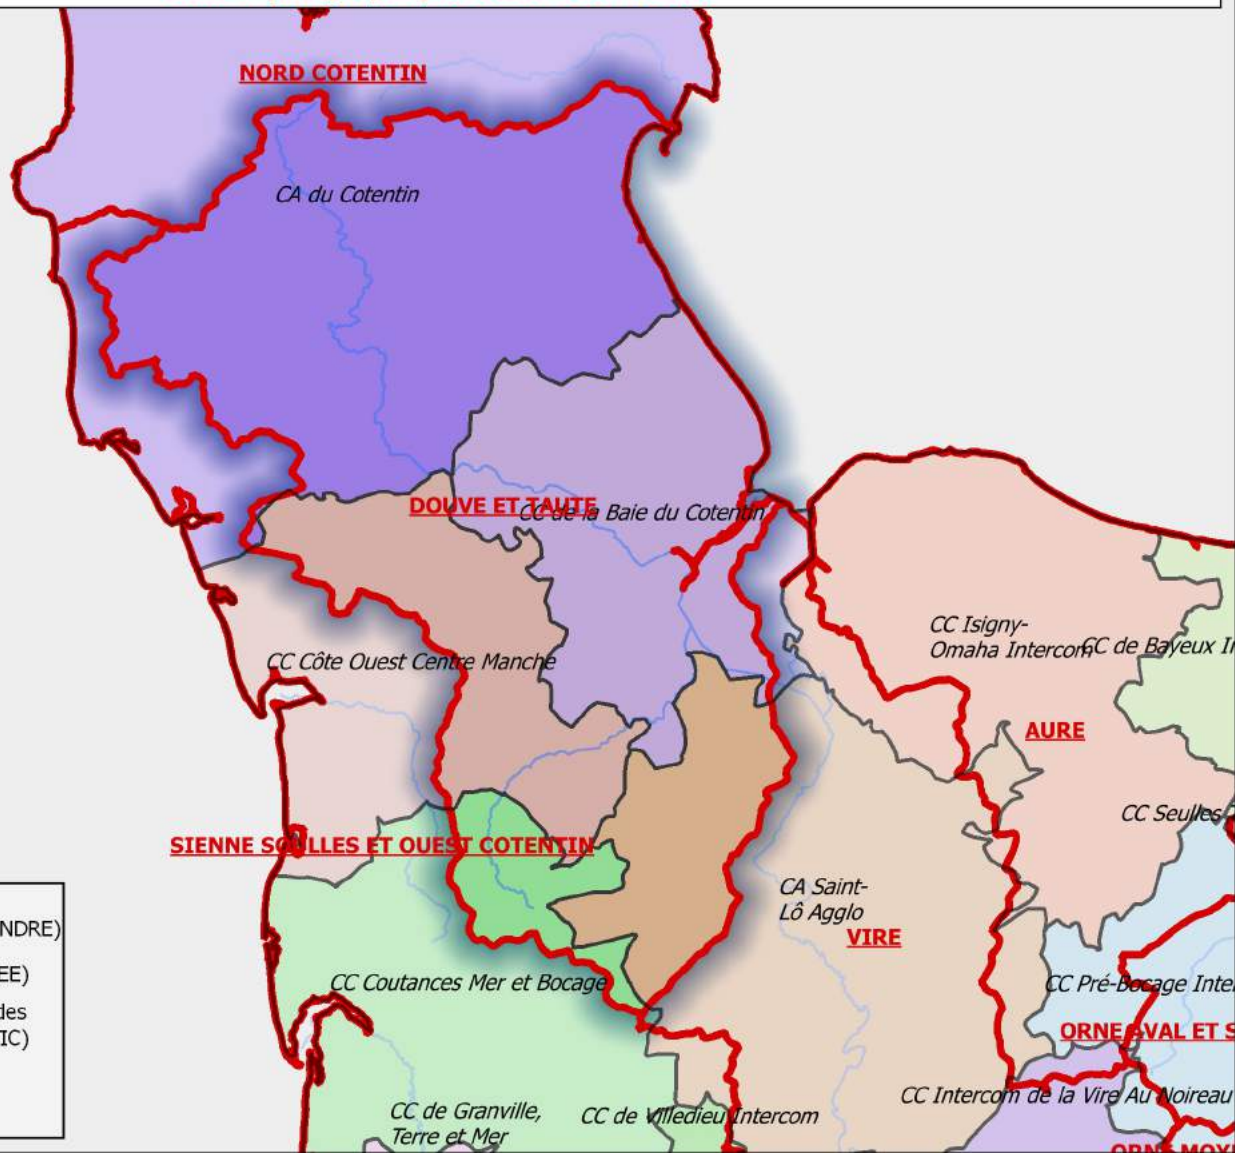 NORD COTENTIN
CA du Cotentin
DOUVE ET TAUTE
CC de la Baie du Cotentin
CC Isigny-
Omaha Intercom
CC de Bayeux
CC Côte Ouest Centre Manche
AURE
CC Seulles
SIENNE SOULLES ET OUEST COTENTIN
CA Saint-
Lô Agglo
VIRE
NDRE)
EE)
des
IC)
CC Coutances Mer et Bocage
CC Pré-Bocage Inter
ORNE AVAL ET S
CC Intercom de la Vire Au Noireau
CC de Granville,
Terre et Mer
CC de Villedieu Intercom
ORNE MOY